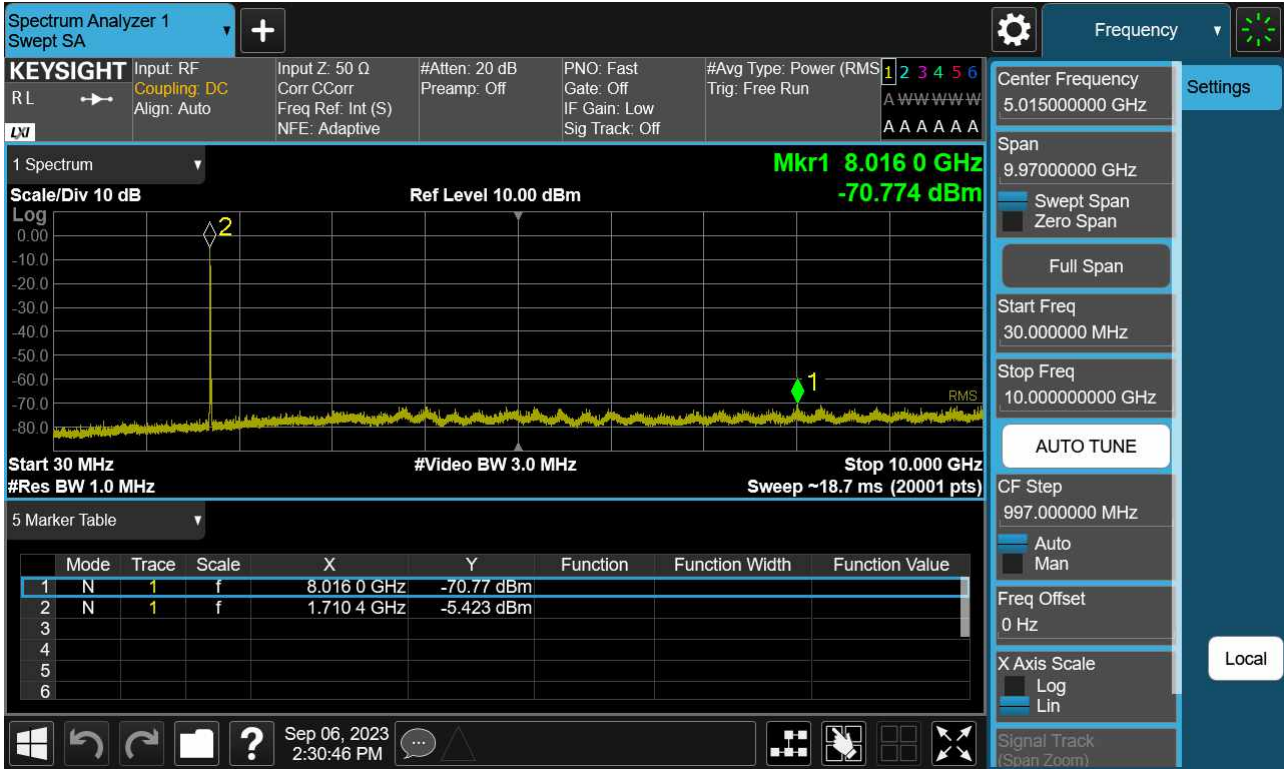 Spectrum Analyzer 1
Swept SA
Frequency
KEYSIGHT
R L
LXI
Input: RF
Coupling: DC
Align: Auto
Input Z: 50 Ω
Corr CCorr
Freq Ref: Int (S)
NFE: Adaptive
#Atten: 20 dB
Preamp: Off
PNO: Fast
Gate: Off
IF Gain: Low
Sig Track: Off
#Avg Type: Power (RMS
Trig: Free Run
1 2 3 4 5 6
A W W W W W
A A A A A A
1 Spectrum
Scale/Div 10 dB
Ref Level 10.00 dBm
Mkr1 8.016 0 GHz
-70.774 dBm
Log
0.00
-10.0
-20.0
-30.0
-40.0
-50.0
-60.0
-70.0
-80.0
2
1
RMS
Start 30 MHz
#Video BW 3.0 MHz
Stop 10.000 GHz
#Res BW 1.0 MHz
Sweep ~18.7 ms (20001 pts)
5 Marker Table
Mode Trace Scale X Y Function Function Width Function Value
1 N 1 f 8.016 0 GHz -70.77 dBm
2 N 1 f 1.710 4 GHz -5.423 dBm
3
4
5
6
Sep 06, 2023
2:30:46 PM
Center Frequency
5.015000000 GHz
Span
9.97000000 GHz
Swept Span
Zero Span
Full Span
Start Freq
30.000000 MHz
Stop Freq
10.000000000 GHz
AUTO TUNE
CF Step
997.000000 MHz
Auto
Man
Freq Offset
0 Hz
X Axis Scale
Log
Lin
Signal Track
(Span Zoom)
Settings
Local